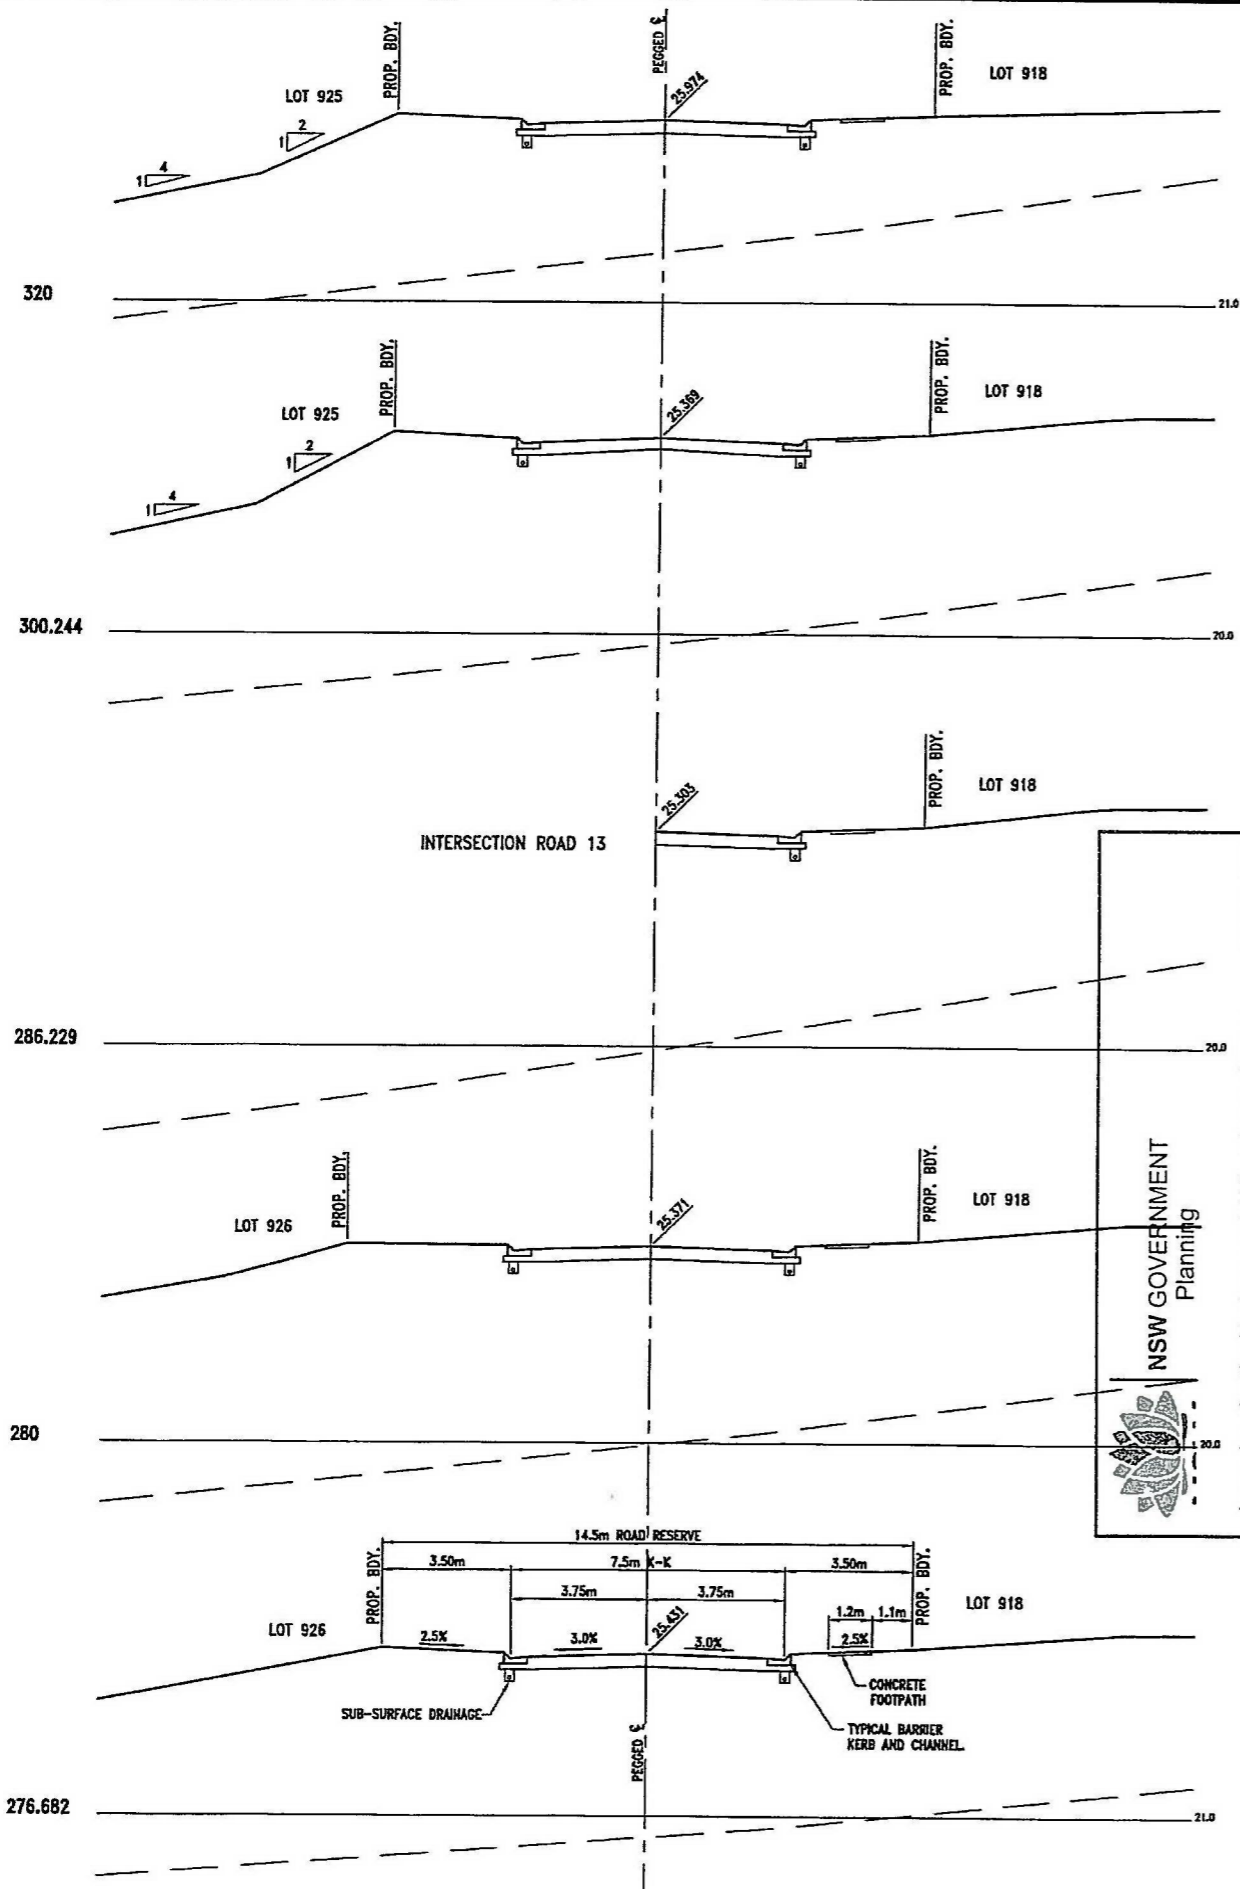 PEGGED ℄
PROP. BDY.
PROP. BDY.
LOT 925
LOT 918
25.974
2
1
4
1
320
21.0
PROP. BDY.
PROP. BDY.
LOT 925
LOT 918
25.369
2
1
4
1
300.244
20.0
PROP. BDY.
LOT 918
25.303
INTERSECTION ROAD 13
286.229
20.0
PROP. BDY.
PROP. BDY.
LOT 926
LOT 918
25.371
NSW GOVERNMENT
Planning
280
20.0
14.5m ROAD RESERVE
3.50m
7.5m K-K
3.50m
PROP. BDY.
PROP. BDY.
3.75m
3.75m
1.2m
1.1m
LOT 926
LOT 918
25.431
2.5%
3.0%
3.0%
2.5%
CONCRETE
FOOTPATH
SUB-SURFACE DRAINAGE
TYPICAL BARRIER
KERB AND CHANNEL.
PEGGED ℄
276.682
21.0